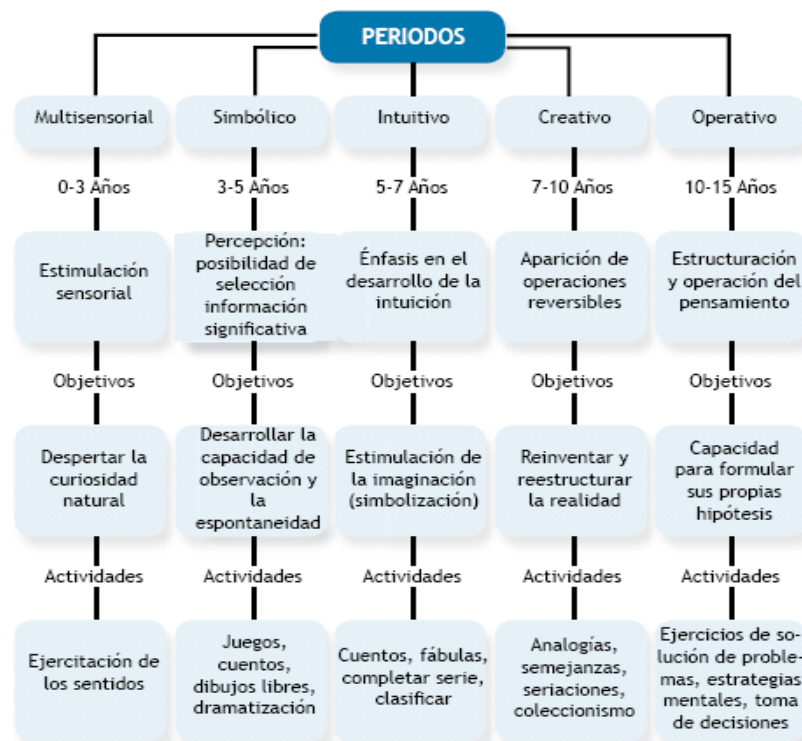 PERIODOS
Multisensorial
Simbólico
Intuitivo
Creativo
Operativo
0-3 Años
3-5 Años
5-7 Años
7-10 Años
10-15 Años
Estimulación
sensorial
Percepción:
posibilidad de
selección
información
significativa
Énfasis en el
desarrollo de la
intuición
Aparición de
operaciones
reversibles
Estructuración
y operación del
pensamiento
Objetivos
Objetivos
Objetivos
Objetivos
Objetivos
Despertar la
curiosidad
natural
Desarrollar la
capacidad de
observación y
la
espontaneidad
Estimulación de
la imaginación
(simbolización)
Reinventar y
reestructurar
la realidad
Capacidad
para formular
sus propias
hipótesis
Actividades
Actividades
Actividades
Actividades
Actividades
Ejercitación de
los sentidos
Juegos,
cuentos,
dibujos libres,
dramatización
Cuentos, fábulas,
completar serie,
clasificar
Analogías,
semejanzas,
seriaciones,
coleccionismo
Ejercicios de so-
lución de proble-
mas, estrategias
mentales, toma
de decisiones